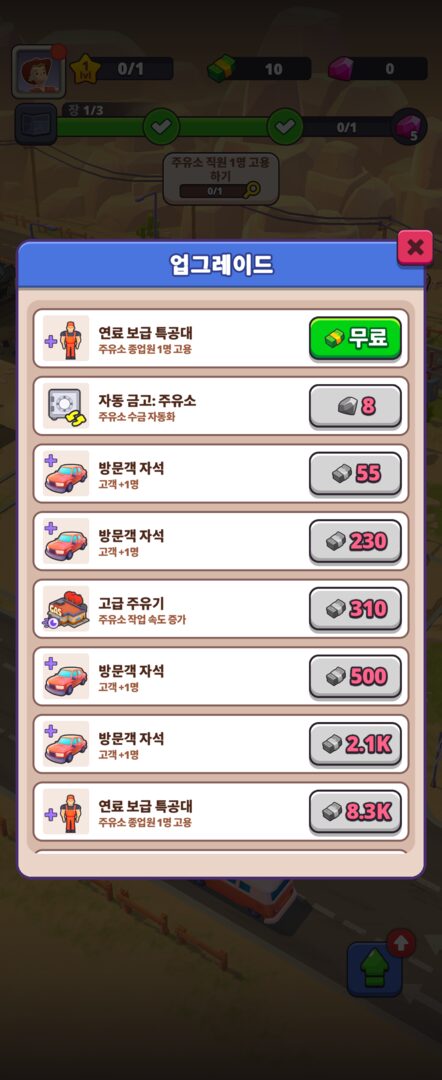 1
lvl
0/1
10
0
장 1/3
0/1
5
주유소 직원 1명 고용
하기
0/1
업그레이드
연료 보급 특공대
주유소 종업원 1명 고용
무료
자동 금고: 주유소
주유소 수금 자동화
8
방문객 자석
고객 +1명
55
방문객 자석
고객 +1명
230
고급 주유기
주유소 작업 속도 증가
310
방문객 자석
고객 +1명
500
방문객 자석
고객 +1명
2.1K
연료 보급 특공대
주유소 종업원 1명 고용
8.3K